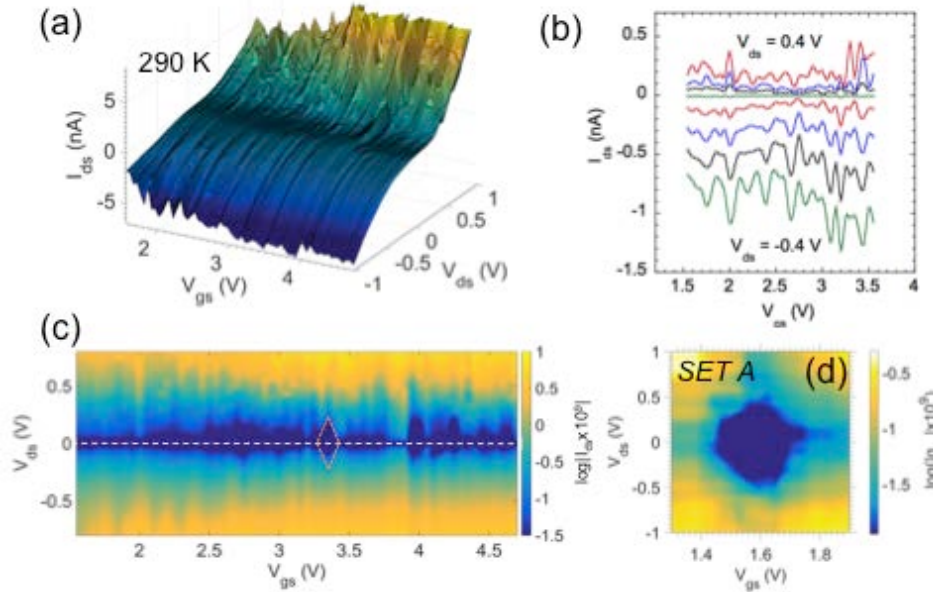 (a)
290 K
I_ds (nA)
5
0
-5
2
3
4
V_gs (V)
-1
-0.5
0
0.5
1
V_ds (V)
(b)
V_ds = 0.4 V
V_ds = -0.4 V
I_ds (nA)
0.5
0
-0.5
-1
-1.5
1.5
2
2.5
3
3.5
4
(V)
(c)
V_ds (V)
0.5
0
-0.5
2
2.5
3
3.5
4
4.5
V_gs (V)
1
0.5
0
-0.5
-1
-1.5
SET A
(d)
V_ds (V)
1
0.5
0
-0.5
-1
1.4
1.6
1.8
V_gs (V)
-0.5
-1
-1.5